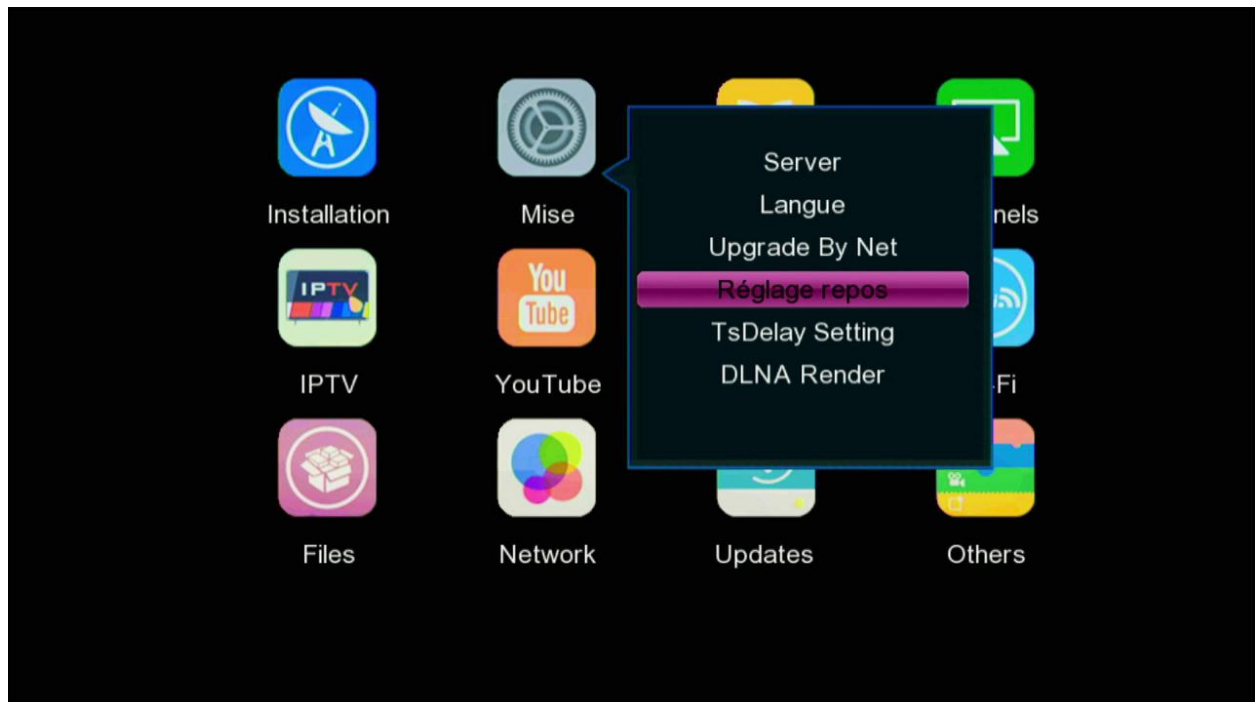 Installation
Mise
nels
Server
Langue
Upgrade By Net
Réglage repos
TsDelay Setting
DLNA Render
IPTV
You
Tube
IPTV
YouTube
-Fi
Files
Network
Updates
Others